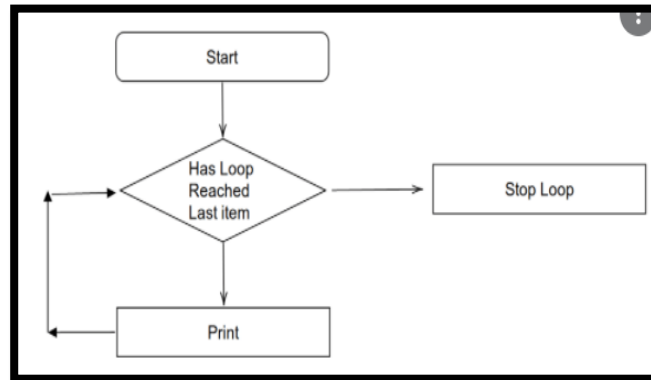 Start
Has Loop
Reached
Last item
Stop Loop
Print